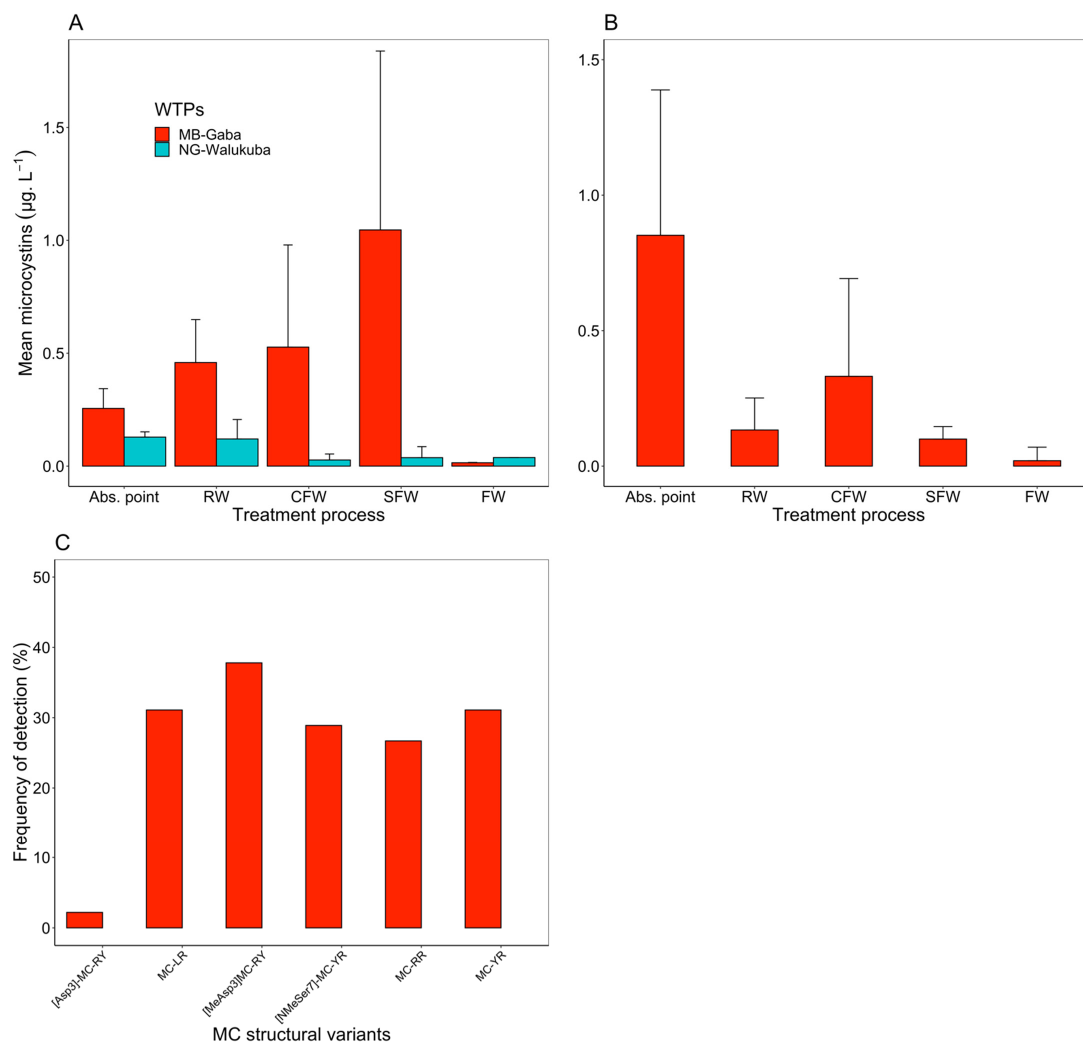 A
Mean microcystins (µg. L−1)
1.5
1.0
0.5
0.0
WTPs
MB-Gaba
NG-Walukuba
Abs. point RW CFW SFW FW
Treatment process
B
1.5
1.0
0.5
0.0
Abs. point RW CFW SFW FW
Treatment process
C
Frequency of detection (%)
50
40
30
20
10
0
[Asp3]-MC-RY
MC-LR
[MeAsp3]MC-RY
[NMeSer7]-MC-YR
MC-RR
MC-YR
MC structural variants